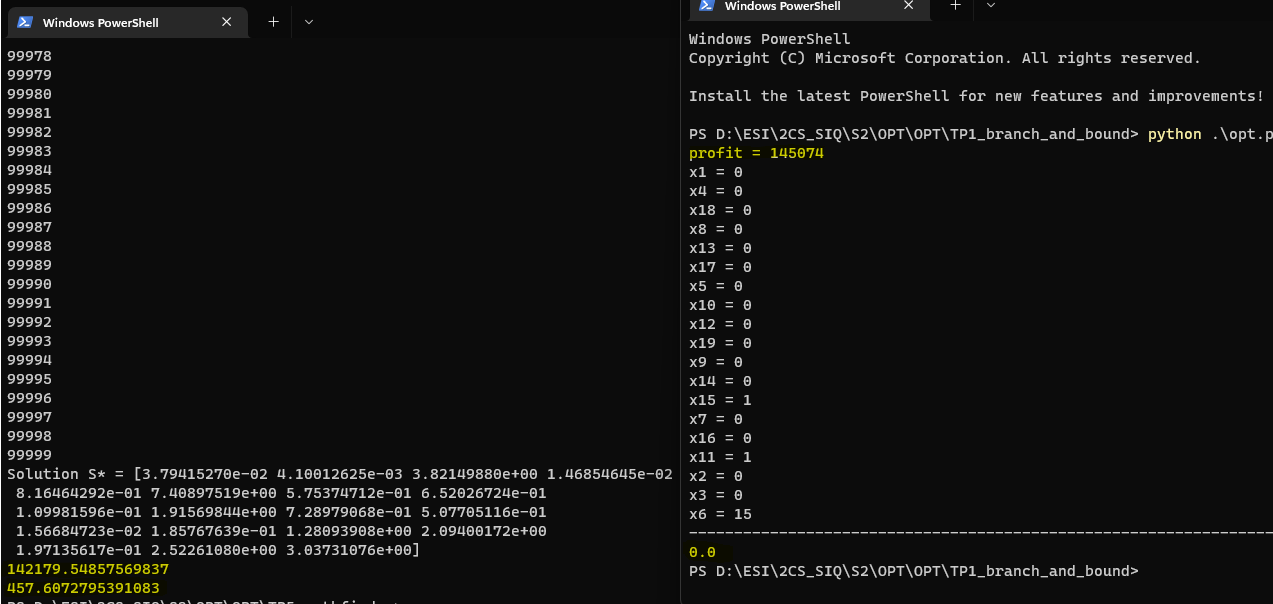 Windows PowerShell
99978
99979
99980
99981
99982
99983
99984
99985
99986
99987
99988
99989
99990
99991
99992
99993
99994
99995
99996
99997
99998
99999
Solution S* = [3.79415270e-02 4.10012625e-03 3.82149880e+00 1.46854645e-02
8.16464292e-01 7.40897519e+00 5.75374712e-01 6.52026724e-01
1.09981596e-01 1.91569844e+00 7.28979068e-01 5.07705116e-01
1.56684723e-02 1.85767639e-01 1.28093908e+00 2.09400172e+00
1.97135617e-01 2.52261080e+00 3.03731076e+00]
142179.54857569837
457.6072795391083
Windows PowerShell
Windows PowerShell
Copyright (C) Microsoft Corporation. All rights reserved.
Install the latest PowerShell for new features and improvements!
PS D:\ESI\2CS_SIQ\S2\OPT\OPT\TP1_branch_and_bound> python .\opt.p
profit = 145074
x1 = 0
x4 = 0
x18 = 0
x8 = 0
x13 = 0
x17 = 0
x5 = 0
x10 = 0
x12 = 0
x19 = 0
x9 = 0
x14 = 0
x15 = 1
x7 = 0
x16 = 0
x11 = 1
x2 = 0
x3 = 0
x6 = 15
-----------------------------------------------------------------
0.0
PS D:\ESI\2CS_SIQ\S2\OPT\OPT\TP1_branch_and_bound>